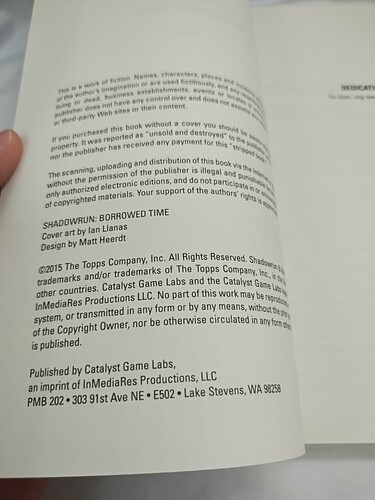 This is a work of fiction. Names, characters, places and
of the author's imagination or are used fictitiously, and any
living or dead, business establishments, events or locales is
publisher does not have any control over and does not assume
or third-party Web sites or their content.
If you purchased this book without a cover you should be
property. It was reported as "unsold and destroyed" to the
nor the publisher has received any payment for this "stripped
The scanning, uploading and distribution of this book via the
without the permission of the publisher is illegal and punishable
only authorized electronic editions, and do not participate in or
of copyrighted materials. Your support of the authors' rights is
SHADOWRUN: BORROWED TIME
Cover art by Ian Llanas
Design by Matt Heerdt
©2015 The Topps Company, Inc. All Rights Reserved. Shadowrun &
trademarks and/or trademarks of The Topps Company, Inc., in the
other countries. Catalyst Game Labs and the Catalyst Game Labs
InMediaRes Productions LLC. No part of this work may be reproduced
system, or transmitted in any form or by any means, without the
of the Copyright Owner, nor be otherwise circulated in any form
is published.
Published by Catalyst Game Labs,
an imprint of InMediaRes Productions, LLC
PMB 202 • 303 91st Ave NE • E502 • Lake Stevens, WA 98258